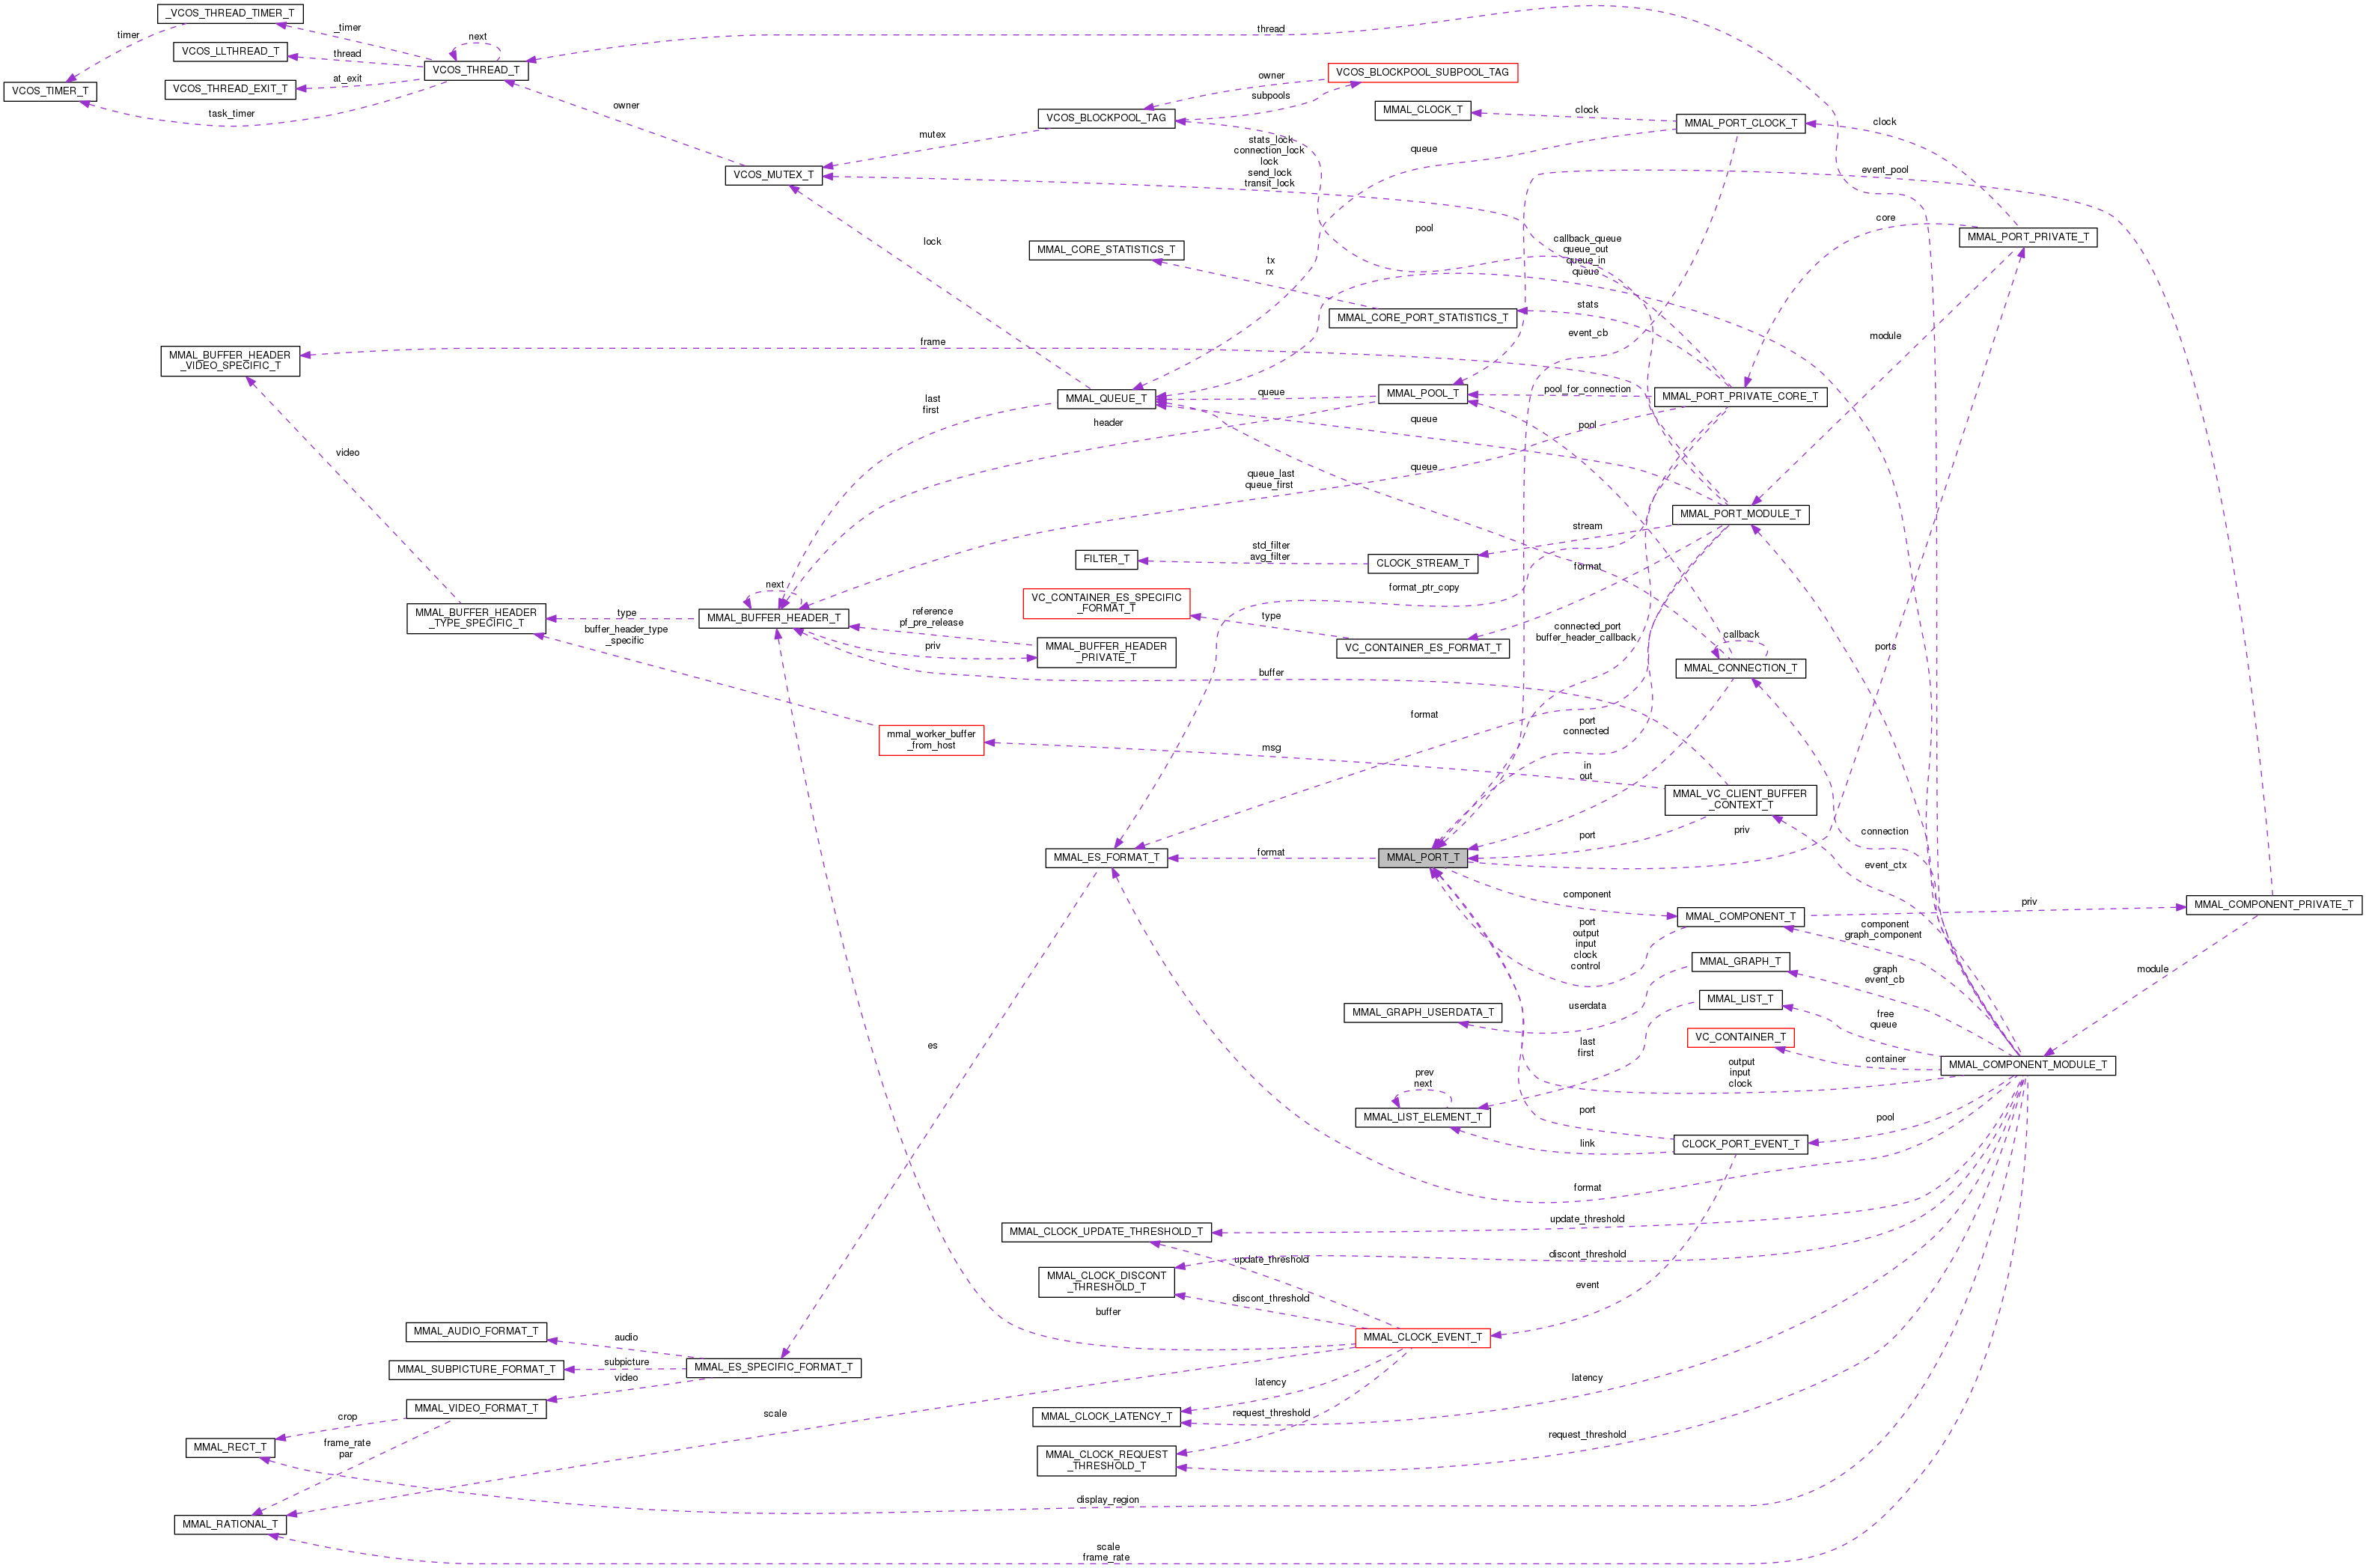 _VCOS_THREAD_TIMER_T
thread
timer
_timer
next
VCOS_LLTHREAD_T
thread
VCOS_THREAD_T
VCOS_BLOCKPOOL_SUBPOOL_TAG
owner
at_exit
VCOS_THREAD_EXIT_T
VCOS_TIMER_T
subpools
owner
MMAL_CLOCK_T
clock
task_timer
VCOS_BLOCKPOOL_TAG
MMAL_PORT_CLOCK_T
clock
mutex
stats_lock
connection_lock
lock
send_lock
transit_lock
queue
event_pool
VCOS_MUTEX_T
core
pool
MMAL_PORT_PRIVATE_T
lock
callback_queue
queue_out
queue_in
queue
MMAL_CORE_STATISTICS_T
tx
rx
stats
MMAL_CORE_PORT_STATISTICS_T
event_cb
module
frame
MMAL_BUFFER_HEADER
_VIDEO_SPECIFIC_T
last
first
MMAL_QUEUE_T
queue
MMAL_POOL_T
pool_for_connection
MMAL_PORT_PRIVATE_CORE_T
header
queue
pool
video
queue_last
queue_first
queue
MMAL_PORT_MODULE_T
stream
std_filter
avg_filter
FILTER_T
CLOCK_STREAM_T
format
next
format_ptr_copy
VC_CONTAINER_ES_SPECIFIC
_FORMAT_T
MMAL_BUFFER_HEADER
_TYPE_SPECIFIC_T
type
MMAL_BUFFER_HEADER_T
reference
pf_pre_release
type
buffer_header_type
_specific
connected_port
buffer_header_callback
callback
priv
MMAL_BUFFER_HEADER
_PRIVATE_T
VC_CONTAINER_ES_FORMAT_T
ports
MMAL_CONNECTION_T
buffer
format
port
connected
mmal_worker_buffer
_from_host
msg
in
out
MMAL_VC_CLIENT_BUFFER
_CONTEXT_T
port
priv
connection
MMAL_ES_FORMAT_T
format
MMAL_PORT_T
event_ctx
component
MMAL_COMPONENT_T
priv
MMAL_COMPONENT_PRIVATE_T
port
output
input
clock
control
component
graph_component
MMAL_GRAPH_T
graph
event_cb
module
MMAL_LIST_T
userdata
MMAL_GRAPH_USERDATA_T
free
queue
VC_CONTAINER_T
es
last
first
container
MMAL_COMPONENT_MODULE_T
prev
next
output
input
clock
MMAL_LIST_ELEMENT_T
port
pool
link
CLOCK_PORT_EVENT_T
format
MMAL_CLOCK_UPDATE_THRESHOLD_T
update_threshold
update_threshold
discont_threshold
MMAL_CLOCK_DISCONT
_THRESHOLD_T
discont_threshold
event
buffer
MMAL_AUDIO_FORMAT_T
audio
MMAL_CLOCK_EVENT_T
MMAL_SUBPICTURE_FORMAT_T
subpicture
MMAL_ES_SPECIFIC_FORMAT_T
video
latency
latency
MMAL_VIDEO_FORMAT_T
crop
scale
MMAL_CLOCK_LATENCY_T
request_threshold
request_threshold
MMAL_RECT_T
frame_rate
par
MMAL_CLOCK_REQUEST
_THRESHOLD_T
display_region
MMAL_RATIONAL_T
scale
frame_rate